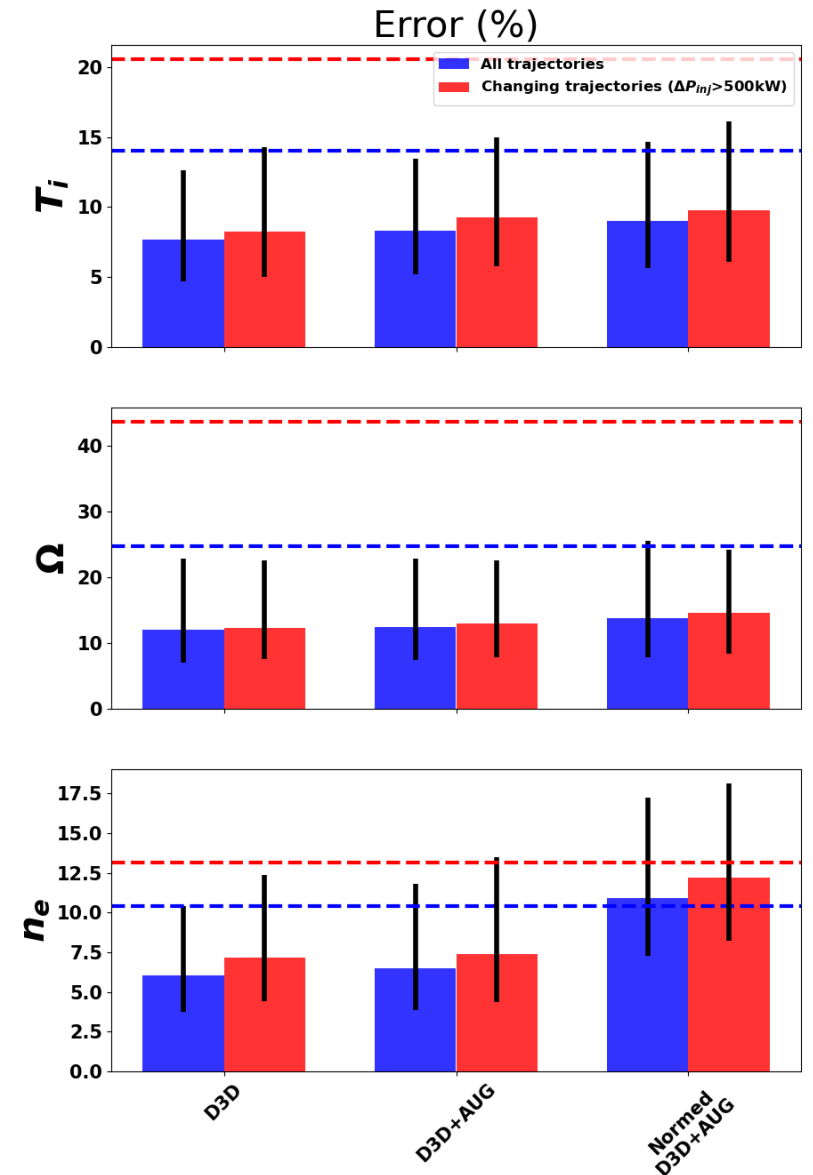 Error (%)
All trajectories
Changing trajectories (ΔP_inj>500kW)
20
15
10
5
0
T_i
40
30
20
10
0
Ω
17.5
15.0
12.5
10.0
7.5
5.0
2.5
0.0
n_e
D3D
D3D+AUG
Normed
D3D+AUG